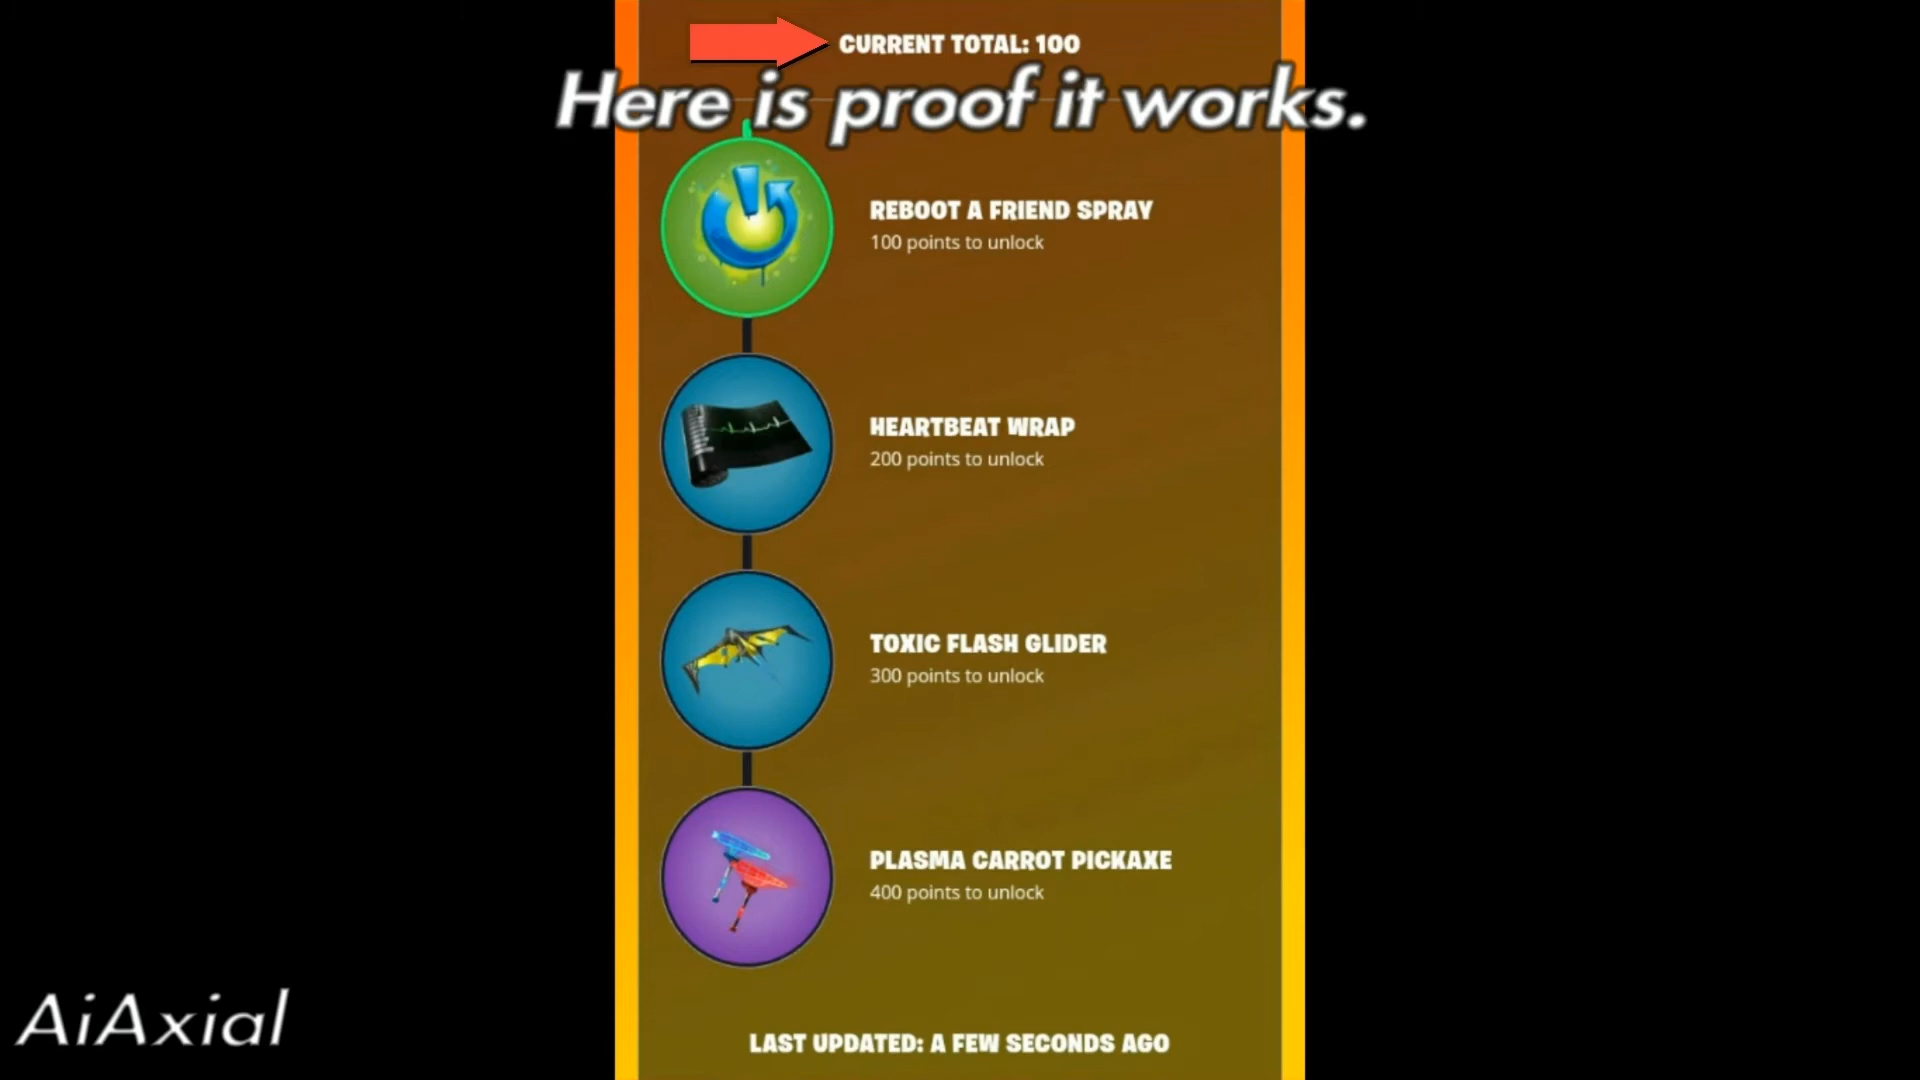 CURRENT TOTAL: 100
Here is proof it works.
REBOOT A FRIEND SPRAY
100 points to unlock
HEARTBEAT WRAP
200 points to unlock
TOXIC FLASH GLIDER
300 points to unlock
PLASMA CARROT PICKAXE
400 points to unlock
AiAxial
LAST UPDATED: A FEW SECONDS AGO